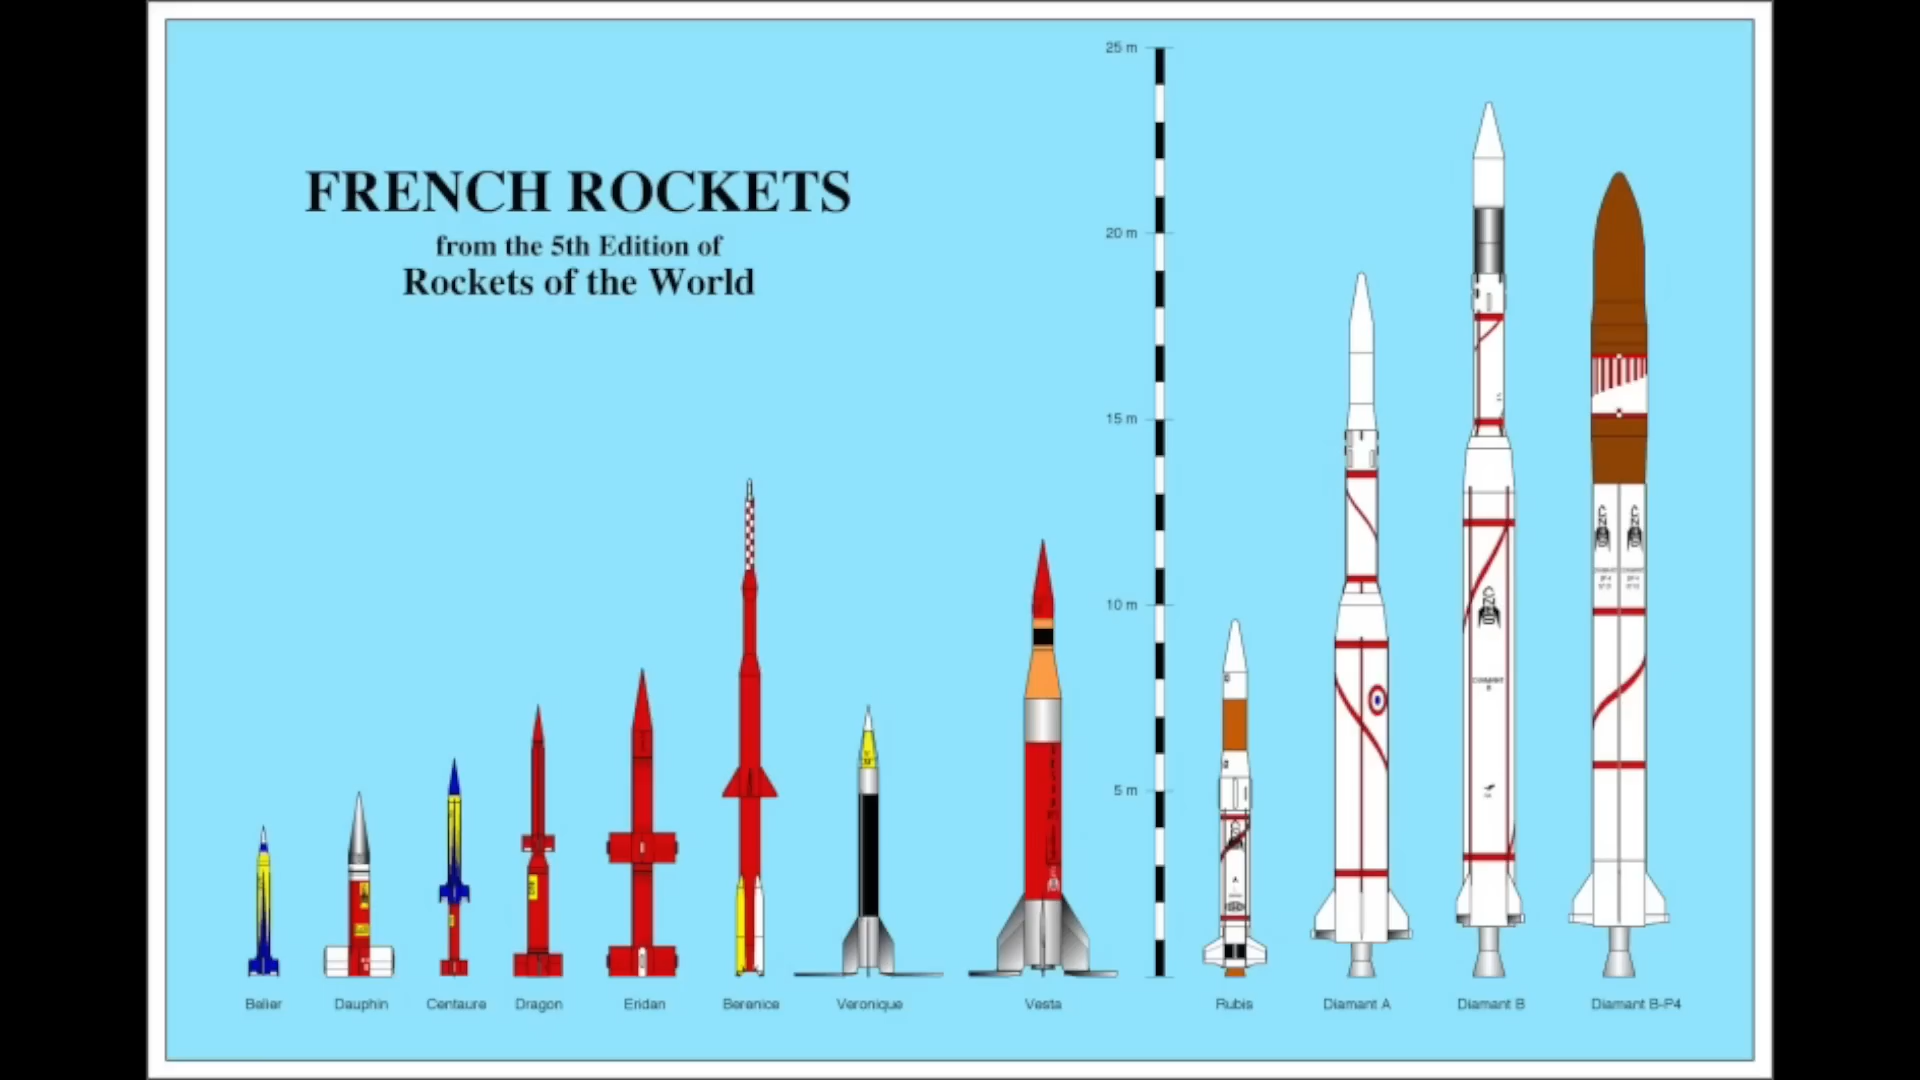 FRENCH ROCKETS
from the 5th Edition of
Rockets of the World
25 m
20 m
15 m
10 m
5 m
DIAMANT
B
Belier
Dauphin
Centaure
Dragon
Eridan
Berenice
Veronique
Vesta
Rubis
Diamant A
Diamant B
Diamant B-P4